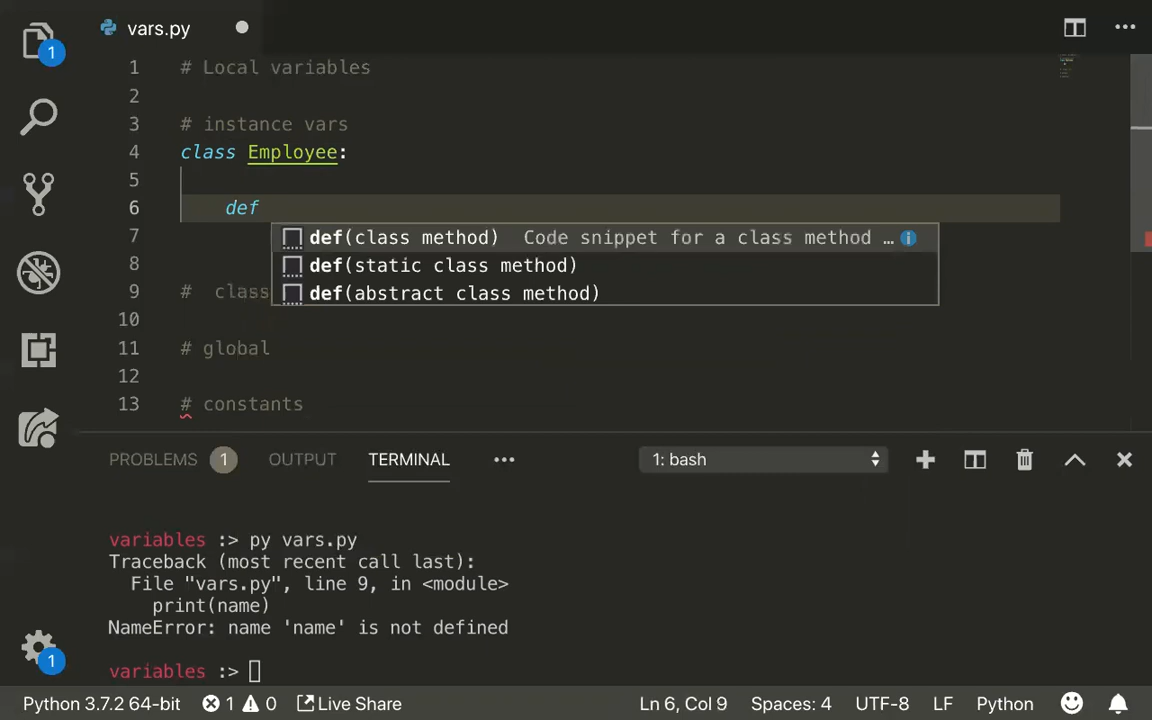 vars.py
1
1 # Local variables
2
3 # instance vars
4 class Employee:
5
6 def
7 def(class method) Code snippet for a class method …
8 def(static class method)
9 # class def(abstract class method)
10
11 # global
12
13 # constants
PROBLEMS 1 OUTPUT TERMINAL 1: bash
variables :> py vars.py
Traceback (most recent call last):
File "vars.py", line 9, in <module>
print(name)
NameError: name 'name' is not defined
variables :>
1
Python 3.7.2 64-bit 1 0 Live Share Ln 6, Col 9 Spaces: 4 UTF-8 LF Python